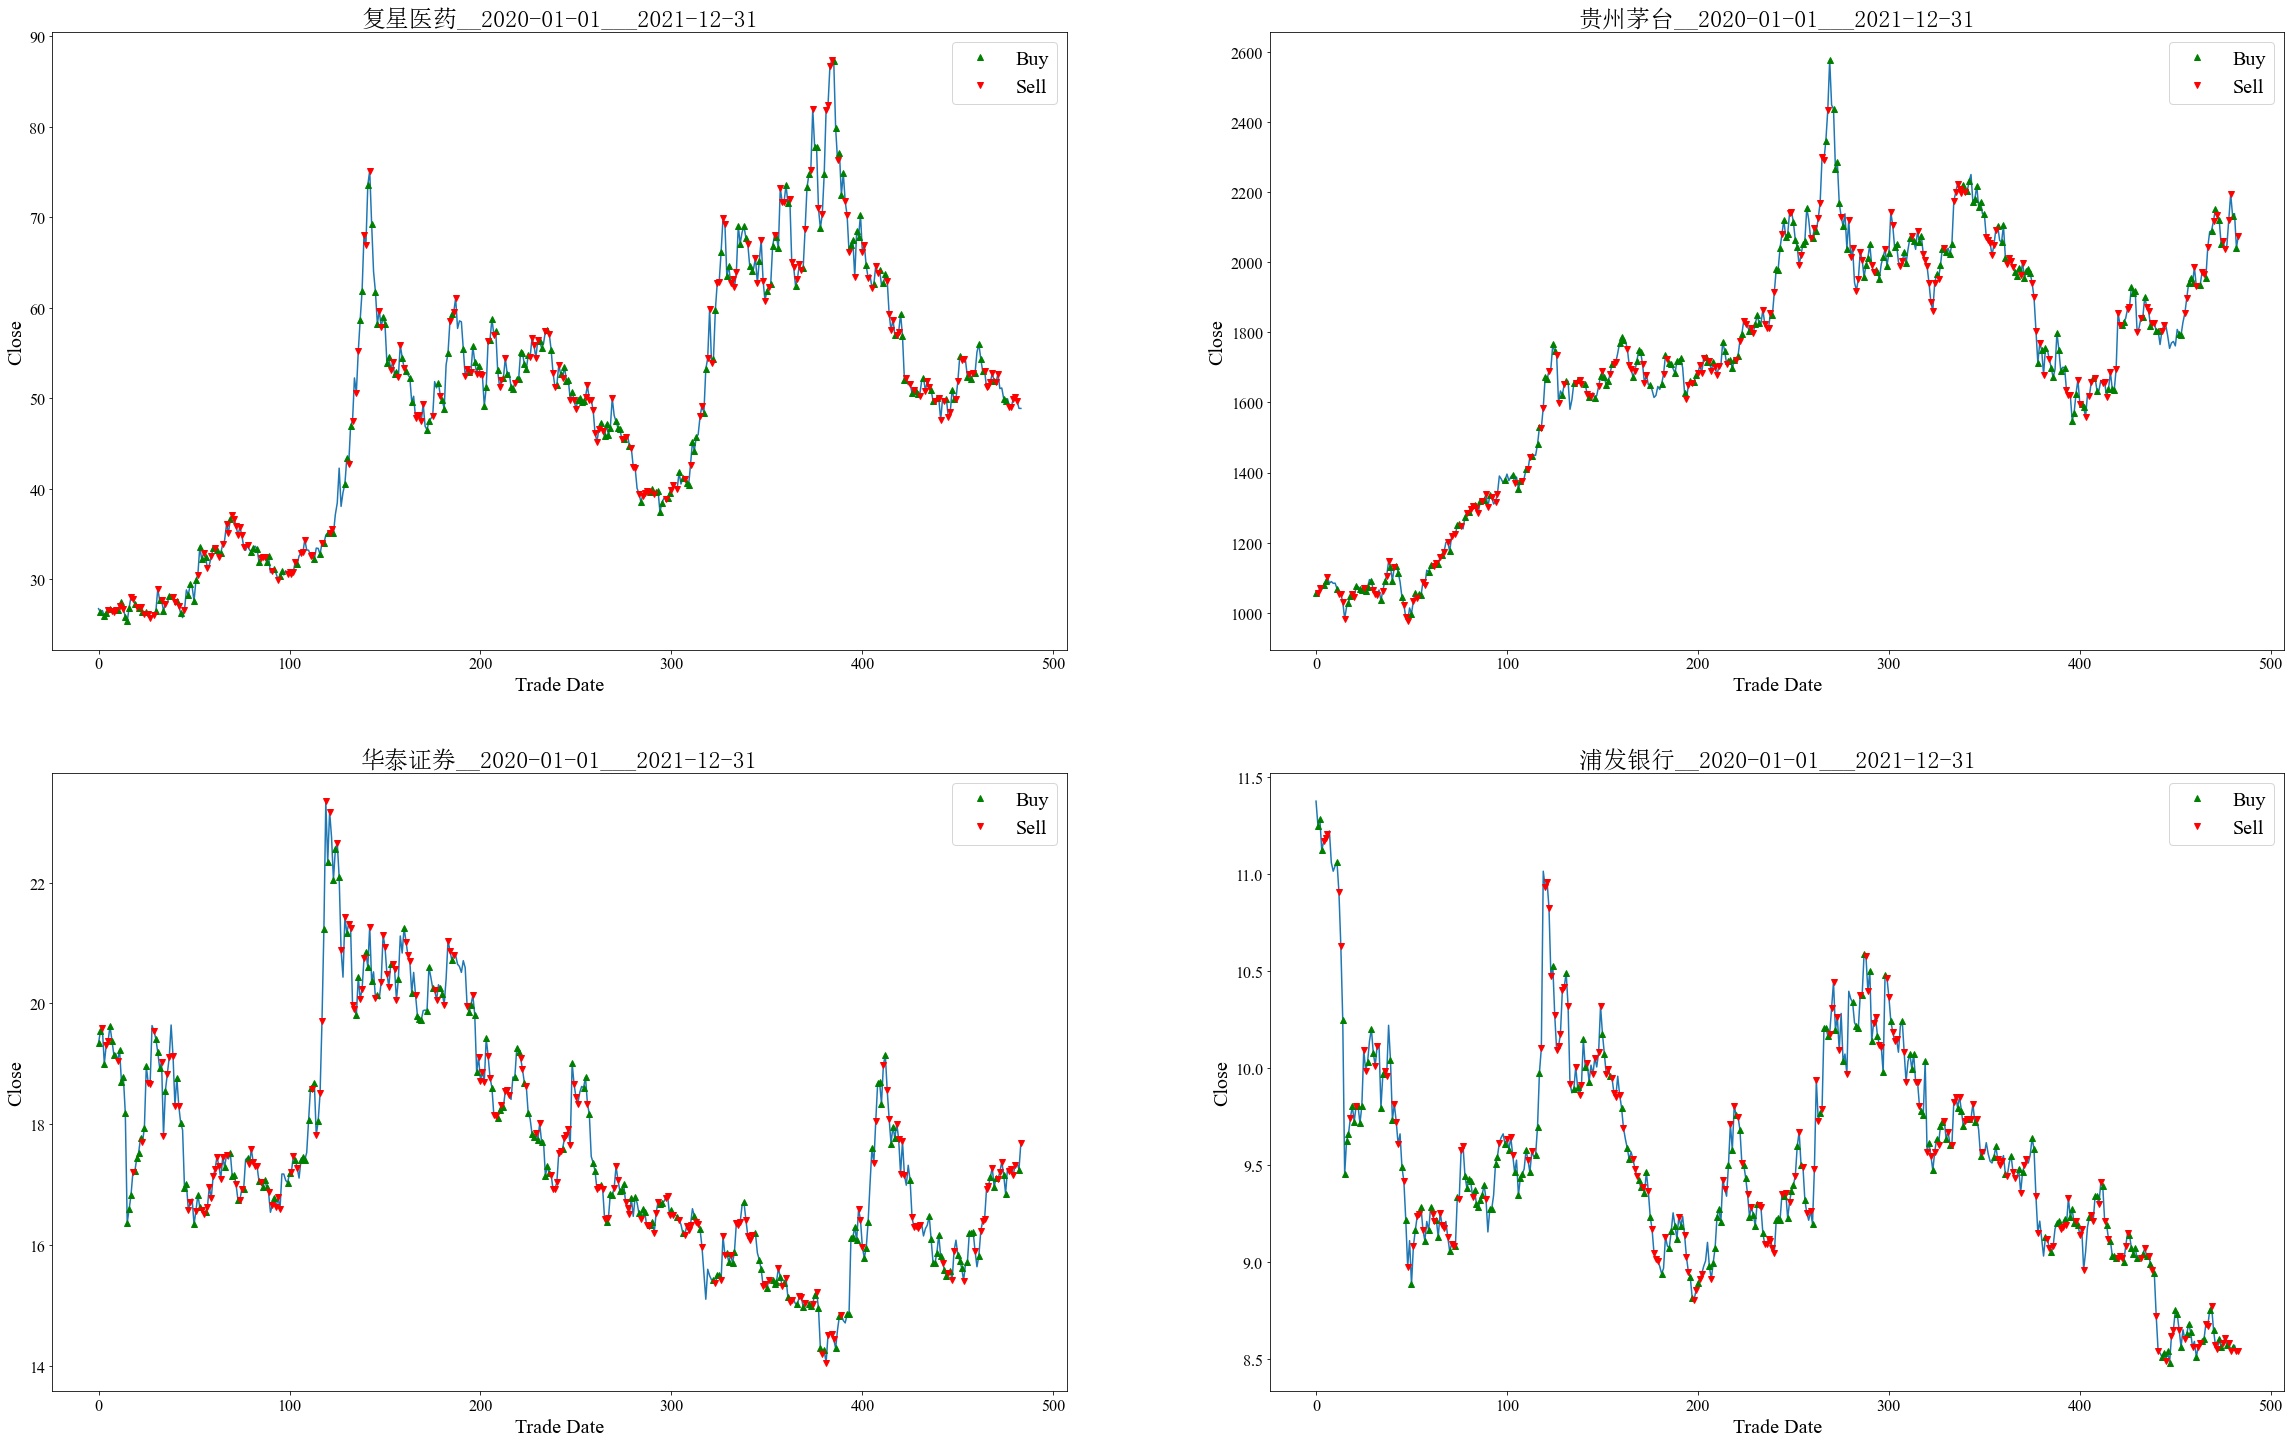 复星医药__2020-01-01___2021-12-31
Buy
Sell
90
80
70
60
50
40
30
Close
0 100 200 300 400 500
Trade Date
贵州茅台__2020-01-01___2021-12-31
Buy
Sell
2600
2400
2200
2000
1800
1600
1400
1200
1000
Close
0 100 200 300 400 500
Trade Date
华泰证券__2020-01-01___2021-12-31
Buy
Sell
22
20
18
16
14
Close
0 100 200 300 400 500
Trade Date
浦发银行__2020-01-01___2021-12-31
Buy
Sell
11.5
11.0
10.5
10.0
9.5
9.0
8.5
Close
0 100 200 300 400 500
Trade Date